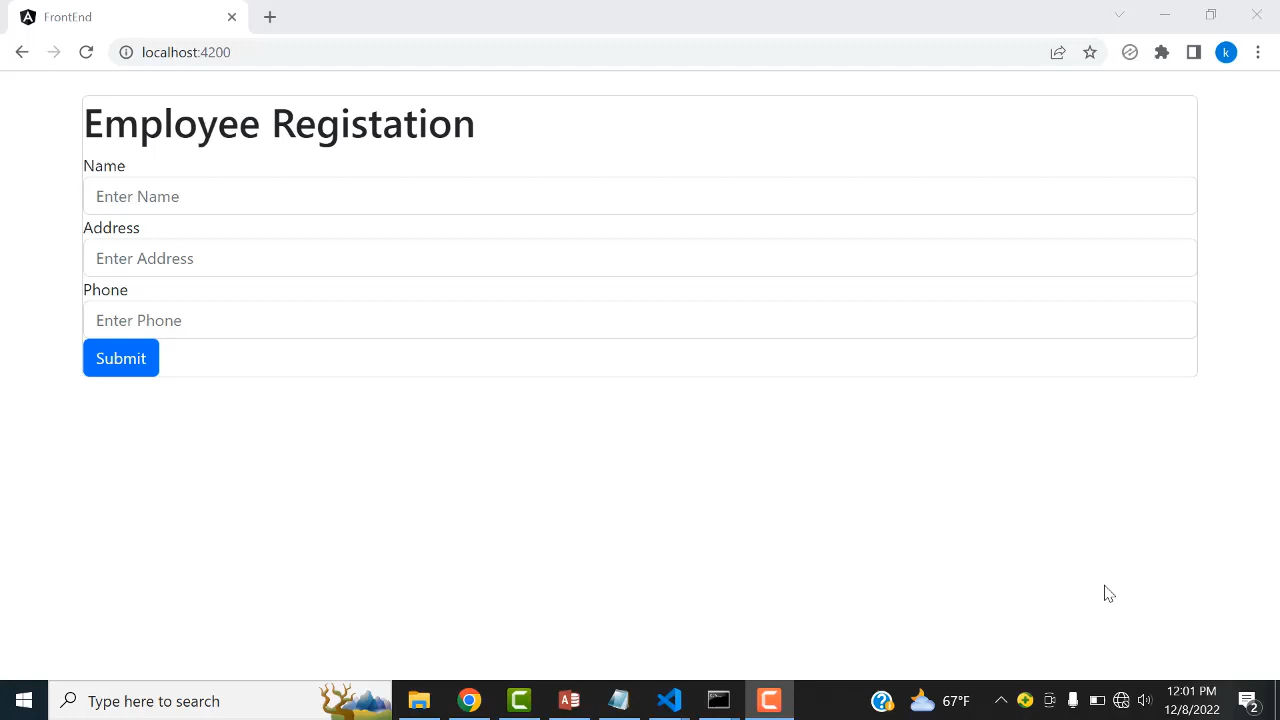 FrontEnd
localhost:4200
k
Employee Registation
Name
Enter Name
Address
Enter Address
Phone
Enter Phone
Submit
Type here to search
67°F
12:01 PM
12/8/2022
2